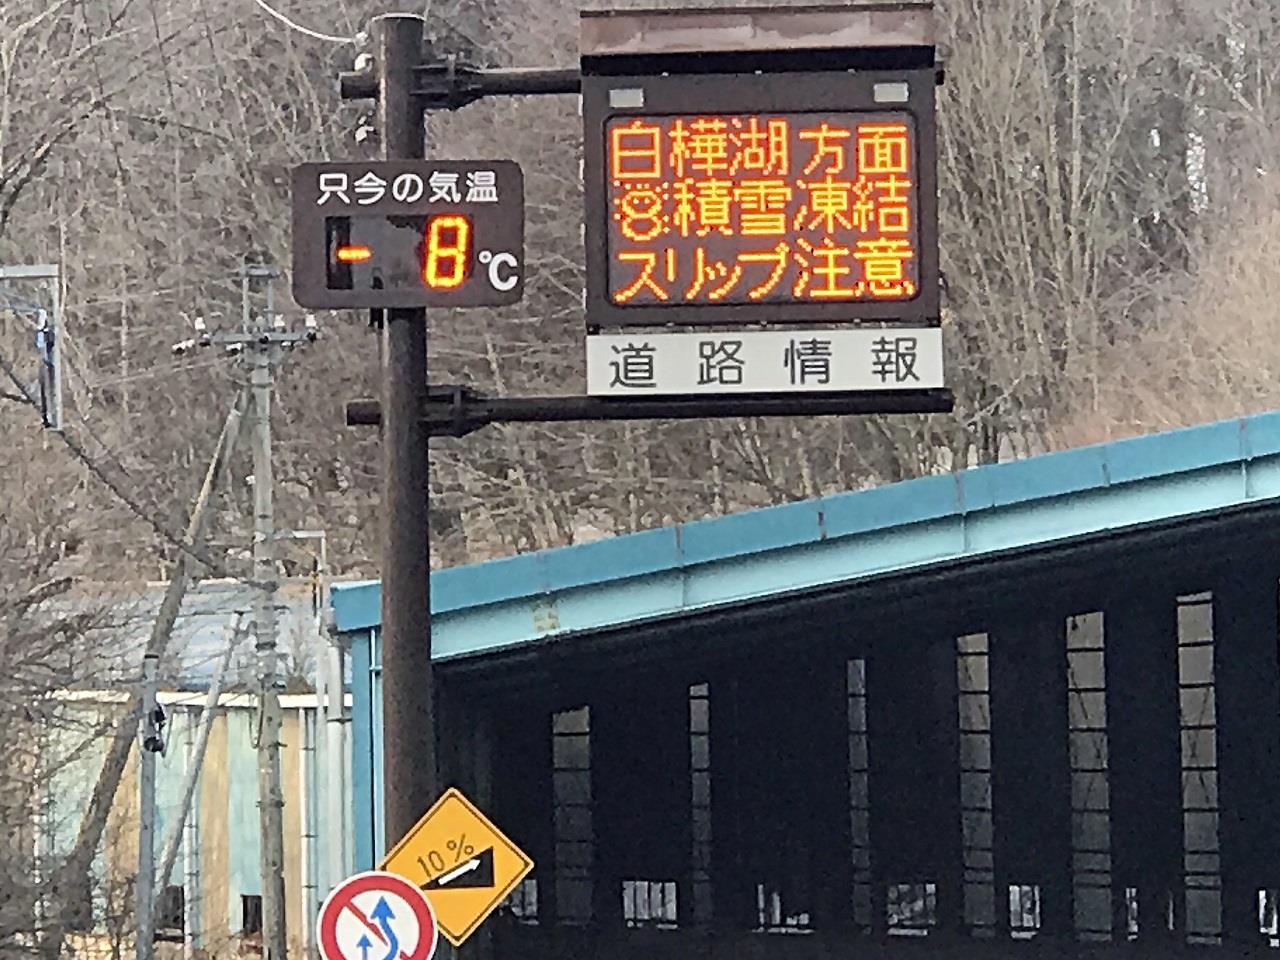 只今の気温
- 8 ℃
白樺湖方面
積雪凍結
スリップ注意
道路情報
10%